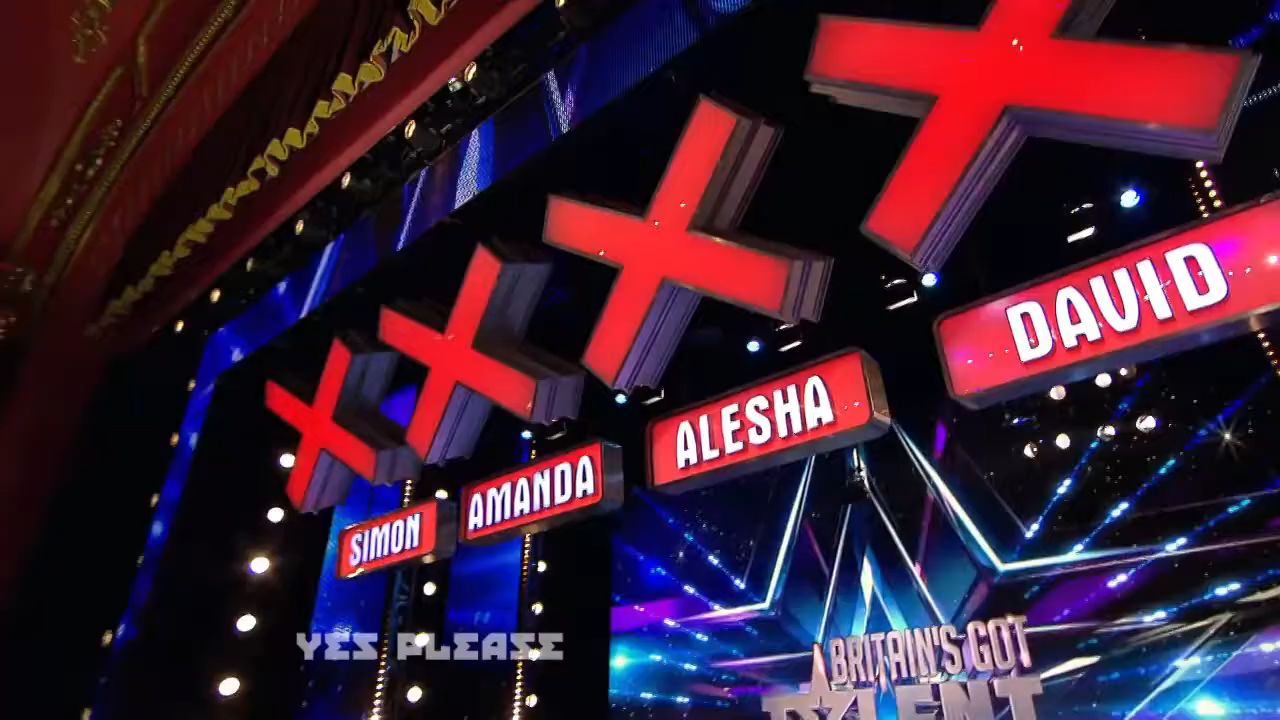 X X X X
SIMON
AMANDA
ALESHA
DAVID
BRITAIN'S GOT
TALENT
YES PLEASE